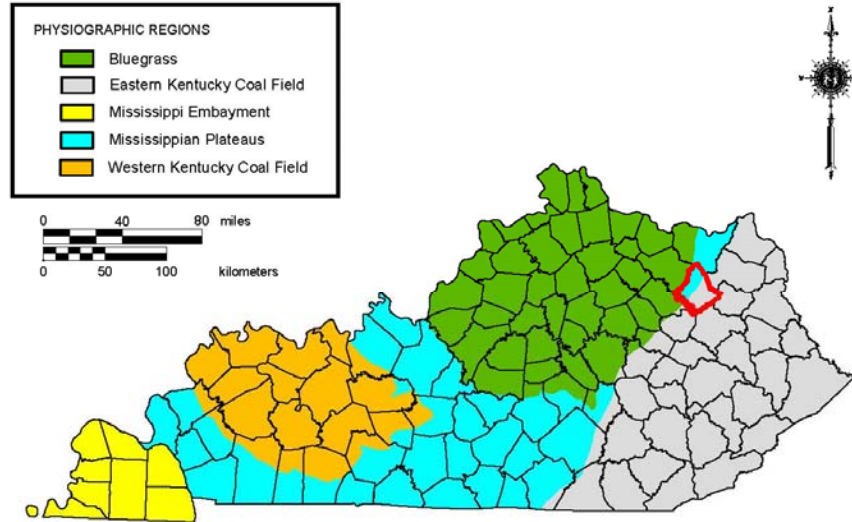 PHYSIOGRAPHIC REGIONS
Bluegrass
Eastern Kentucky Coal Field
Mississippi Embayment
Mississippian Plateaus
Western Kentucky Coal Field
0 40 80 miles
0 50 100
kilometers